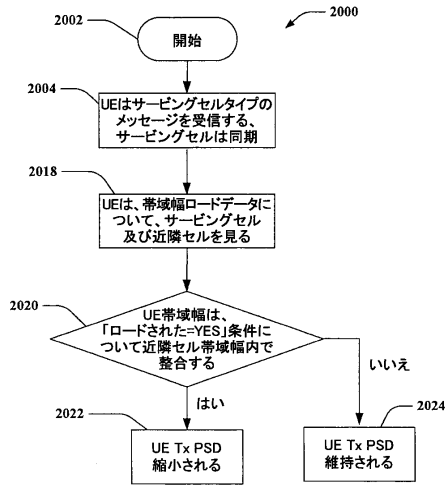 2002
2000
開始
2004
UEはサービングセルタイプの
メッセージを受信する、
サービングセルは同期
2018
UEは、帯域幅ロードデータに
ついて、サービングセル
及び近隣セルを見る
2020
UE帯域幅は、
「ロードされた=YES」条件に
ついて近隣セル帯域幅内で
整合する
はい
いいえ
2022
UE Tx PSD
縮小される
2024
UE Tx PSD
維持される